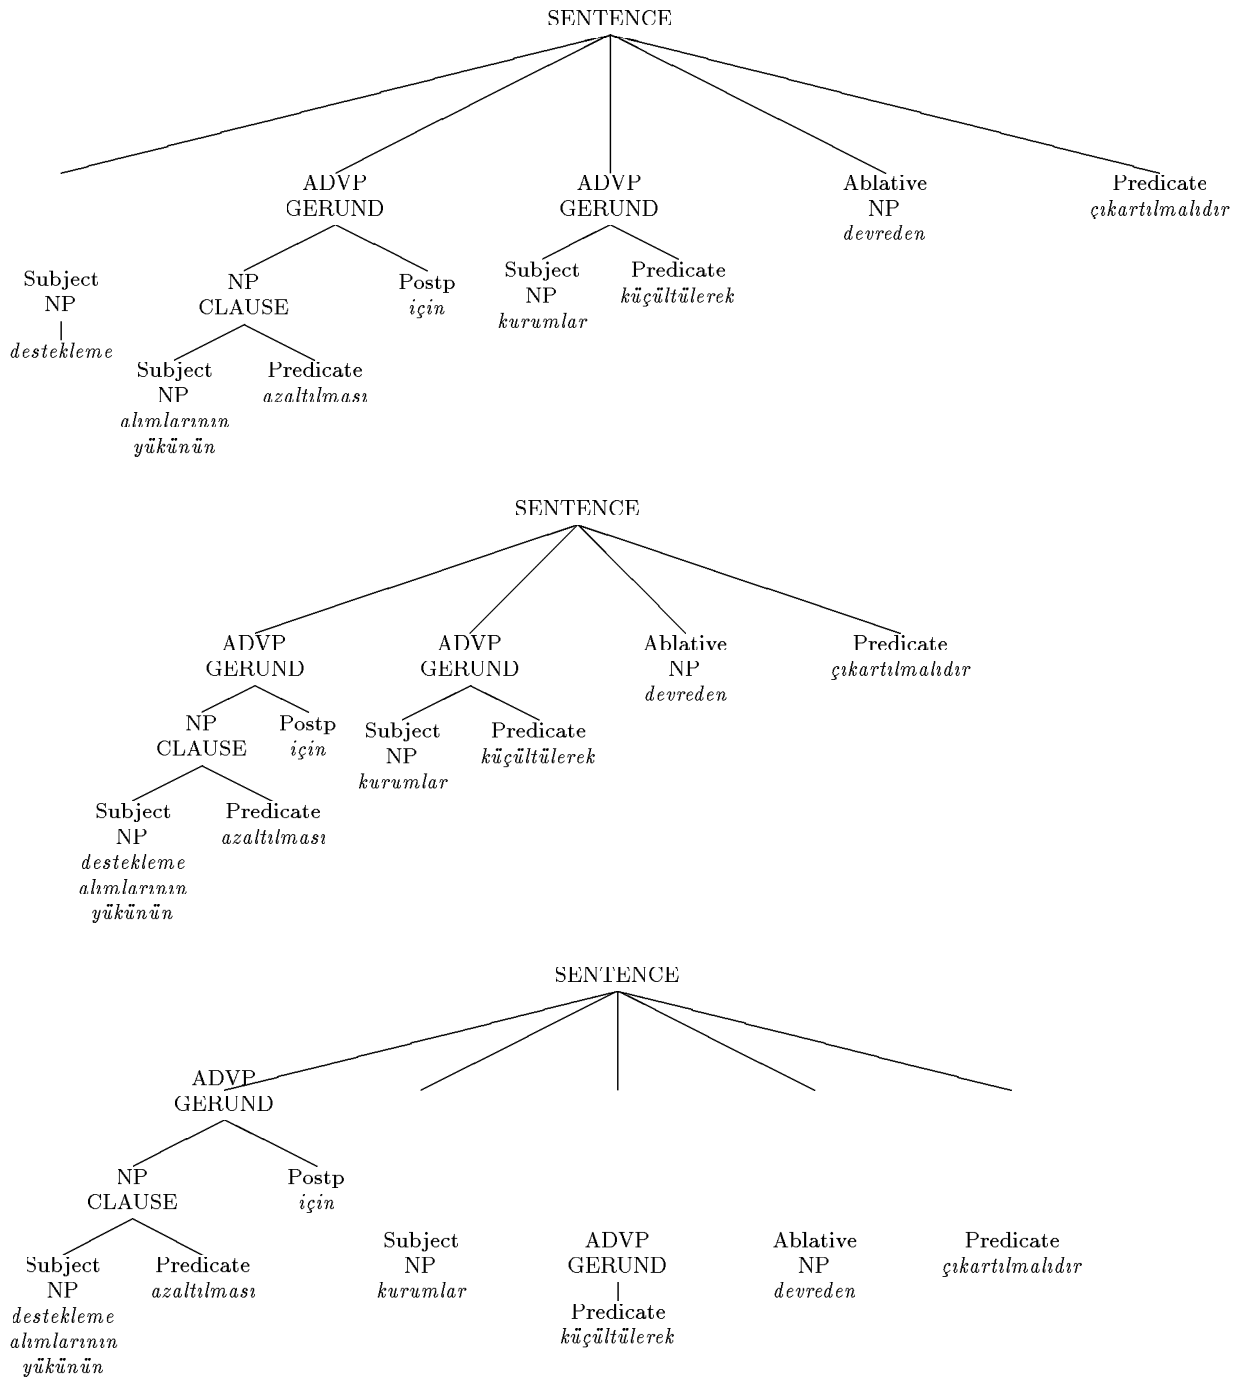 SENTENCE
ADVP ADVP Ablative Predicate
GERUND GERUND NP çıkartılmalıdır
devreden
Subject NP Postp Subject Predicate
NP CLAUSE için NP küçültülerek
kurumlar
destekleme
Subject Predicate
NP azaltılması
alımlarının
yükünün
SENTENCE
ADVP ADVP Ablative Predicate
GERUND GERUND NP çıkartılmalıdır
devreden
NP Postp Subject Predicate
CLAUSE için NP küçültülerek
kurumlar
Subject Predicate
NP azaltılması
destekleme
alımlarının
yükünün
SENTENCE
ADVP
GERUND
NP Postp
CLAUSE için
Subject ADVP Ablative Predicate
NP GERUND NP çıkartılmalıdır
kurumlar devreden
Subject Predicate
NP azaltılması
Predicate
küçültülerek
destekleme
alımlarının
yükünün